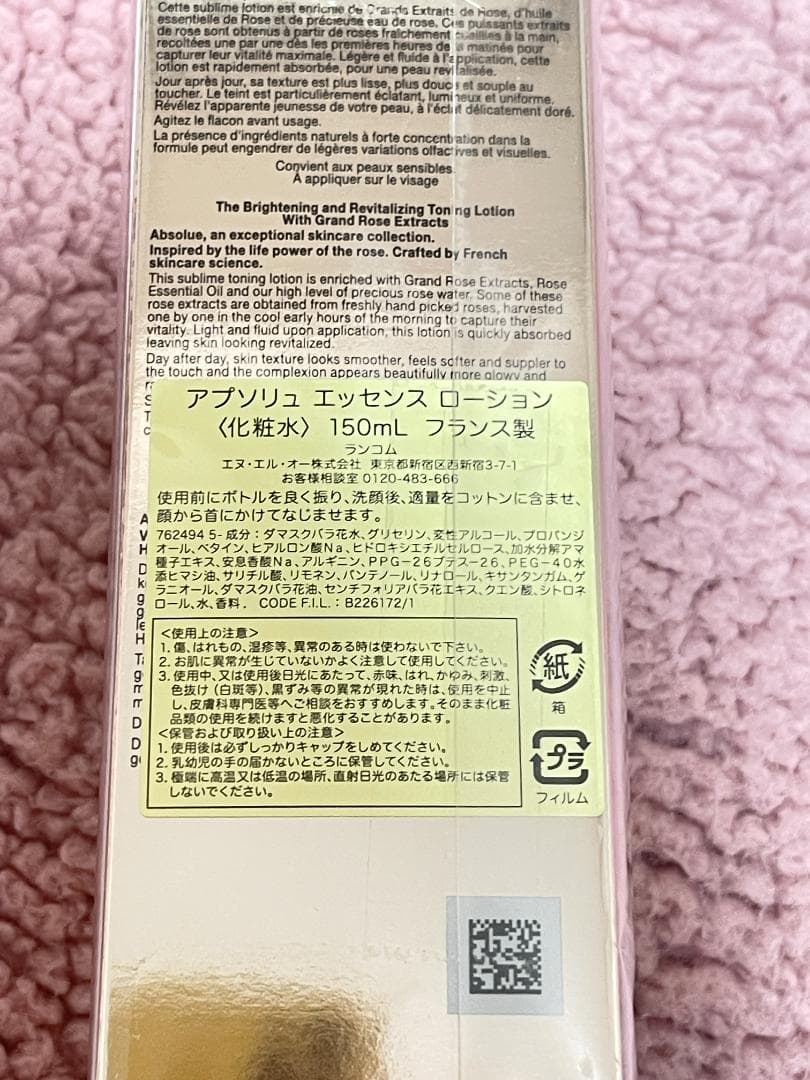 Cette sublime lotion est enrichie de Grands Extraits de Rose, d'huile
essentielle de Rose et de précieuse eau de rose. Ces puissants extraits
de rose sont obtenus à partir de roses fraîchement cueillies à la main,
recoltées une par une dès les premières heures de la matinée pour
capturer leur vitalité maximale. Légère et fluide à l'application, cette
lotion est rapidement absorbée, pour une peau revitalisée.
Jour après jour, sa texture est plus lisse, plus douce et souple au
toucher. Le teint est particulièrement éclatant, lumineux et uniforme.
Révélez l'apparente jeunesse de votre peau, à l'éclat délicatement doré.
Agitez le flacon avant usage.
La présence d'ingrédients naturels à forte concentration dans la
formule peut engendrer de légères variations olfactives et visuelles.
Convient aux peaux sensibles
A appliquer sur le visage
The Brightening and Revitalizing Toning Lotion
With Grand Rose Extracts
Absolue, an exceptional skincare collection.
Inspired by the life power of the rose. Crafted by French
skincare science.
This sublime toning lotion is enriched with Grand Rose Extracts, Rose
Essential Oil and our high level of precious rose water. Some of these
rose extracts are obtained from freshly hand picked roses, harvested
one by one in the cool early hours of the morning to capture their
vitality. Light and fluid upon application, this lotion is quickly absorbed
leaving skin looking revitalized.
Day after day, skin texture looks smoother, feels softer and suppler to
the touch and the complexion appears beautifully more glowy and
アプソリュ エッセンス ローション
〈化粧水〉 150mL フランス製
ランコム
エヌ・エル・オー株式会社 東京都新宿区西新宿3-7-1
お客様相談室 0120-483-666
使用前にボトルを良く振り、洗顔後、適量をコットンに含ませ、
顔から首にかけてなじませます。
762494 5- 成分:ダマスクバラ花水、グリセリン、変性アルコール、プロパンジ
オール、ベタイン、ヒアルロン酸Na、ヒドロキシエチルセルロース、加水分解アマ
種子エキス、安息香酸Na、アルギニン、PPG-26ブテス-26、PEG-40水
添ヒマシ油、サリチル酸、リモネン、パンテノール、リナロール、キサンタンガム、ゲ
ラニオール、ダマスクバラ花油、センチフォリアバラ花エキス、クエン酸、シトロネ
ロール、水、香料. CODE F.I.L.:B226172/1
<使用上の注意>
1. 傷、はれもの、湿疹等、異常のある時は使わないで下さい。
2. お肌に異常が生じていないかよく注意して使用してください。
3. 使用中、又は使用後日光にあたって、赤味、はれ、かゆみ、刺激、
色抜け(白斑等)、黒ずみ等の異常が現れた時は、使用を中止
し、皮膚科専門医等へご相談をおすすめします。そのまま化粧
品類の使用を続けますと悪化することがあります。
<保管および取り扱い上の注意>
1. 使用後は必ずしっかりキャップをしめてください。
2. 乳幼児の手の届かないところに保管してください。
3. 極端に高温又は低温の場所、直射日光のあたる場所には保管
しないでください。
紙
箱
プラ
フィルム